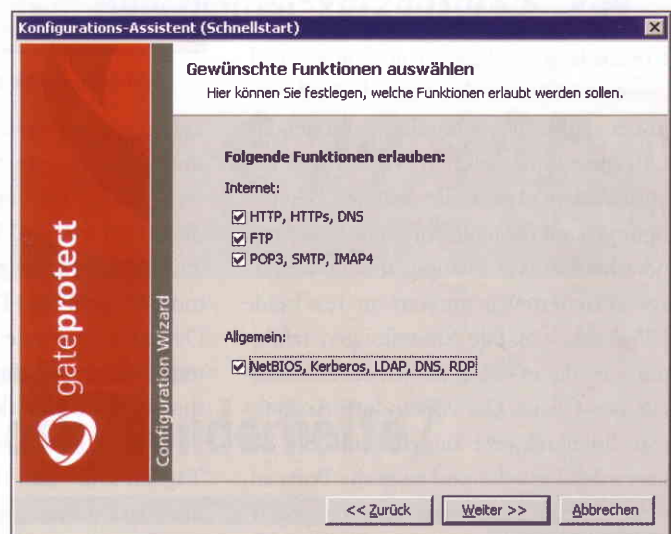 Konfigurations-Assistent (Schnellstart)
Gewünschte Funktionen auswählen
Hier können Sie festlegen, welche Funktionen erlaubt werden sollen.
Folgende Funktionen erlauben:
Internet:
HTTP, HTTPs, DNS
FTP
POP3, SMTP, IMAP4
Allgemein:
NetBIOS, Kerberos, LDAP, DNS, RDP
gateprotect
Configuration Wizard
<< Zurück
Weiter >>
Abbrechen